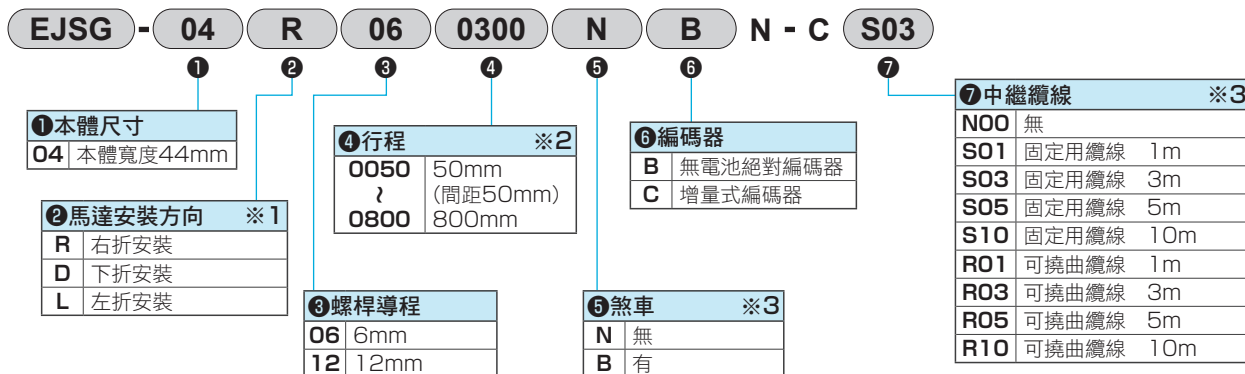 EJSG - 04 R 06 0300 N B N - C S03
❶ ❷ ❸ ❹ ❺ ❻ ❼
❶本體尺寸
04 本體寬度44mm
❷馬達安裝方向 ※1
R 右折安裝
D 下折安裝
L 左折安裝
❸螺桿導程
06 6mm
12 12mm
❹行程 ※2
0050 50mm
~ (間距50mm)
0800 800mm
❺煞車 ※3
N 無
B 有
❻編碼器
B 無電池絕對編碼器
C 增量式編碼器
❼中繼纜線 ※3
N00 無
S01 固定用纜線 1m
S03 固定用纜線 3m
S05 固定用纜線 5m
S10 固定用纜線 10m
R01 可撓曲纜線 1m
R03 可撓曲纜線 3m
R05 可撓曲纜線 5m
R10 可撓曲纜線 10m